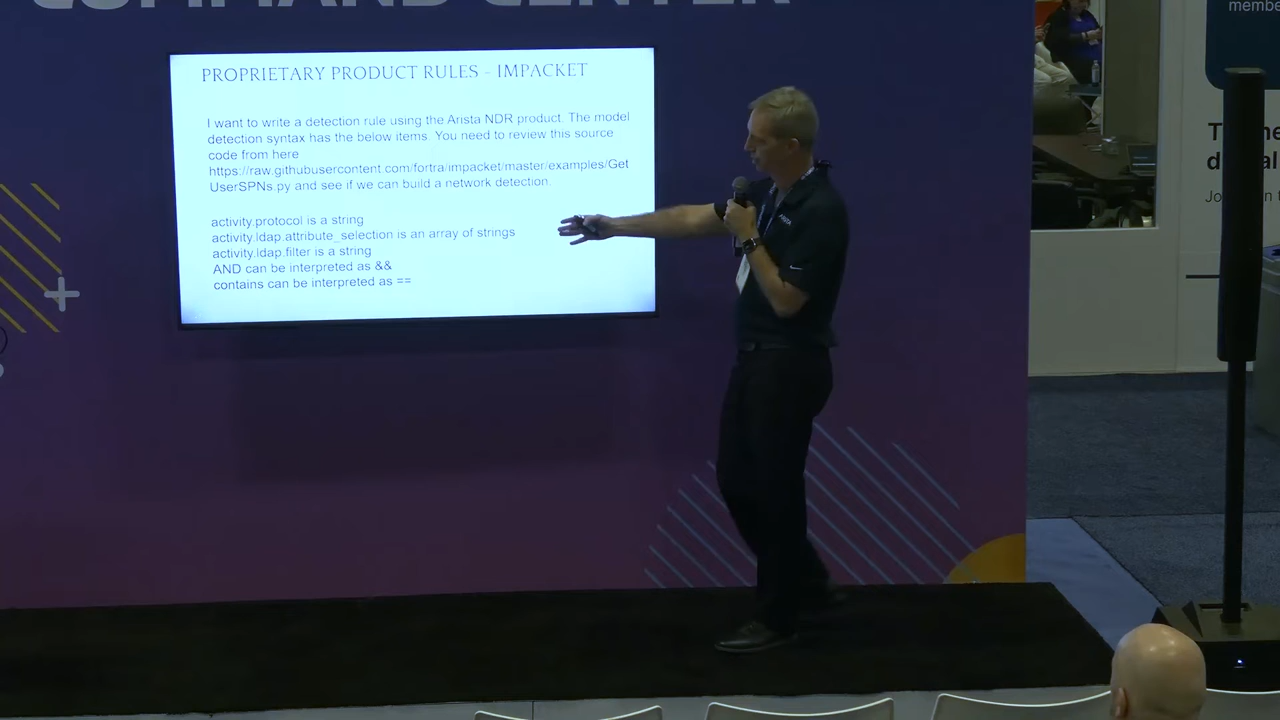 COMMAND CENTER
membe
PROPRIETARY PRODUCT RULES - IMPACKET
I want to write a detection rule using the Arista NDR product. The model
detection syntax has the below items. You need to review this source
code from here
https://raw.githubusercontent.com/fortra/impacket/master/examples/Get
UserSPNs.py and see if we can build a network detection.
activity.protocol is a string
activity.ldap.attribute_selection is an array of strings
activity.ldap.filter is a string
AND can be interpreted as &&
contains can be interpreted as ==
ARISTA